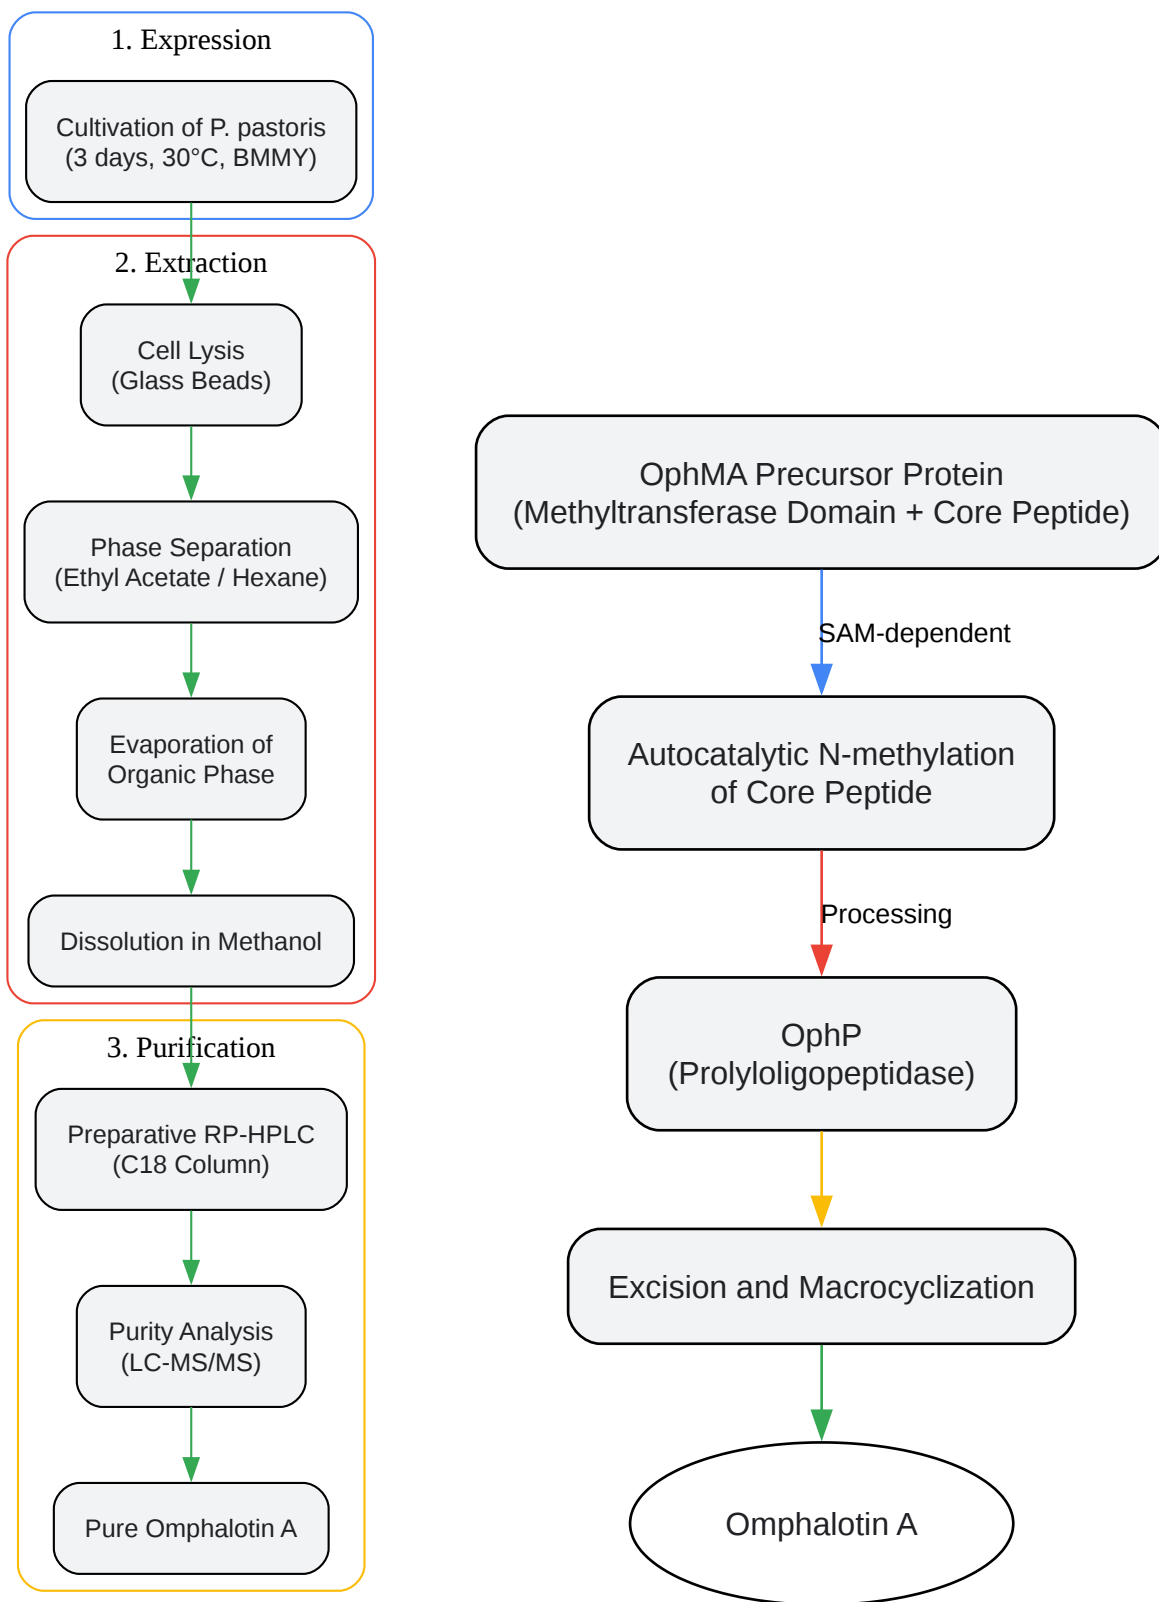 1. Expression
Cultivation of P. pastoris
(3 days, 30°C, BMMY)
2. Extraction
Cell Lysis
(Glass Beads)
Phase Separation
(Ethyl Acetate / Hexane)
Evaporation of
Organic Phase
Dissolution in Methanol
3. Purification
Preparative RP-HPLC
(C18 Column)
Purity Analysis
(LC-MS/MS)
Pure Omphalotin A
OphMA Precursor Protein
(Methyltransferase Domain + Core Peptide)
SAM-dependent
Autocatalytic N-methylation
of Core Peptide
Processing
OphP
(Prolyloligopeptidase)
Excision and Macrocyclization
Omphalotin A